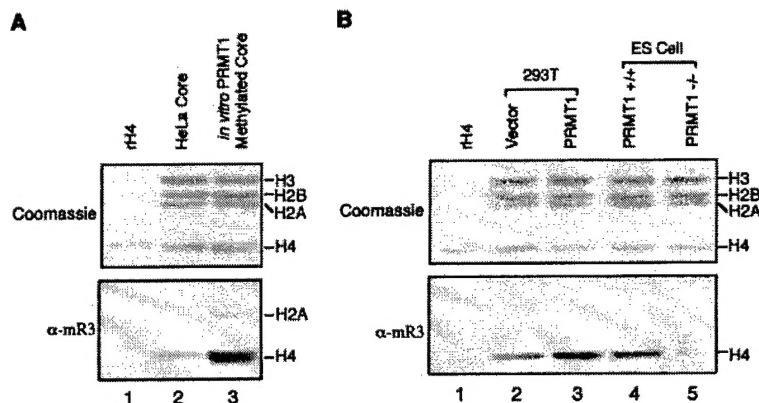 A
rH4
HeLa Core
in vitro PRMT1
Methylated Core
Coomassie
H3
H2B
H2A
H4
α-mR3
H2A
H4
1 2 3
B
ES Cell
293T
rH4
Vector
PRMT1
PRMT1 +/+
PRMT1 -/-
Coomassie
H3
H2B
H2A
H4
α-mR3
H4
1 2 3 4 5